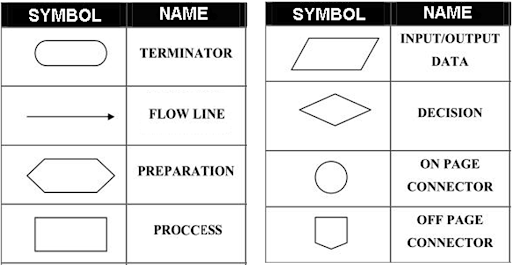 SYMBOL NAME
TERMINATOR
FLOW LINE
PREPARATION
PROCCESS
SYMBOL NAME
INPUT/OUTPUT
DATA
DECISION
ON PAGE
CONNECTOR
OFF PAGE
CONNECTOR